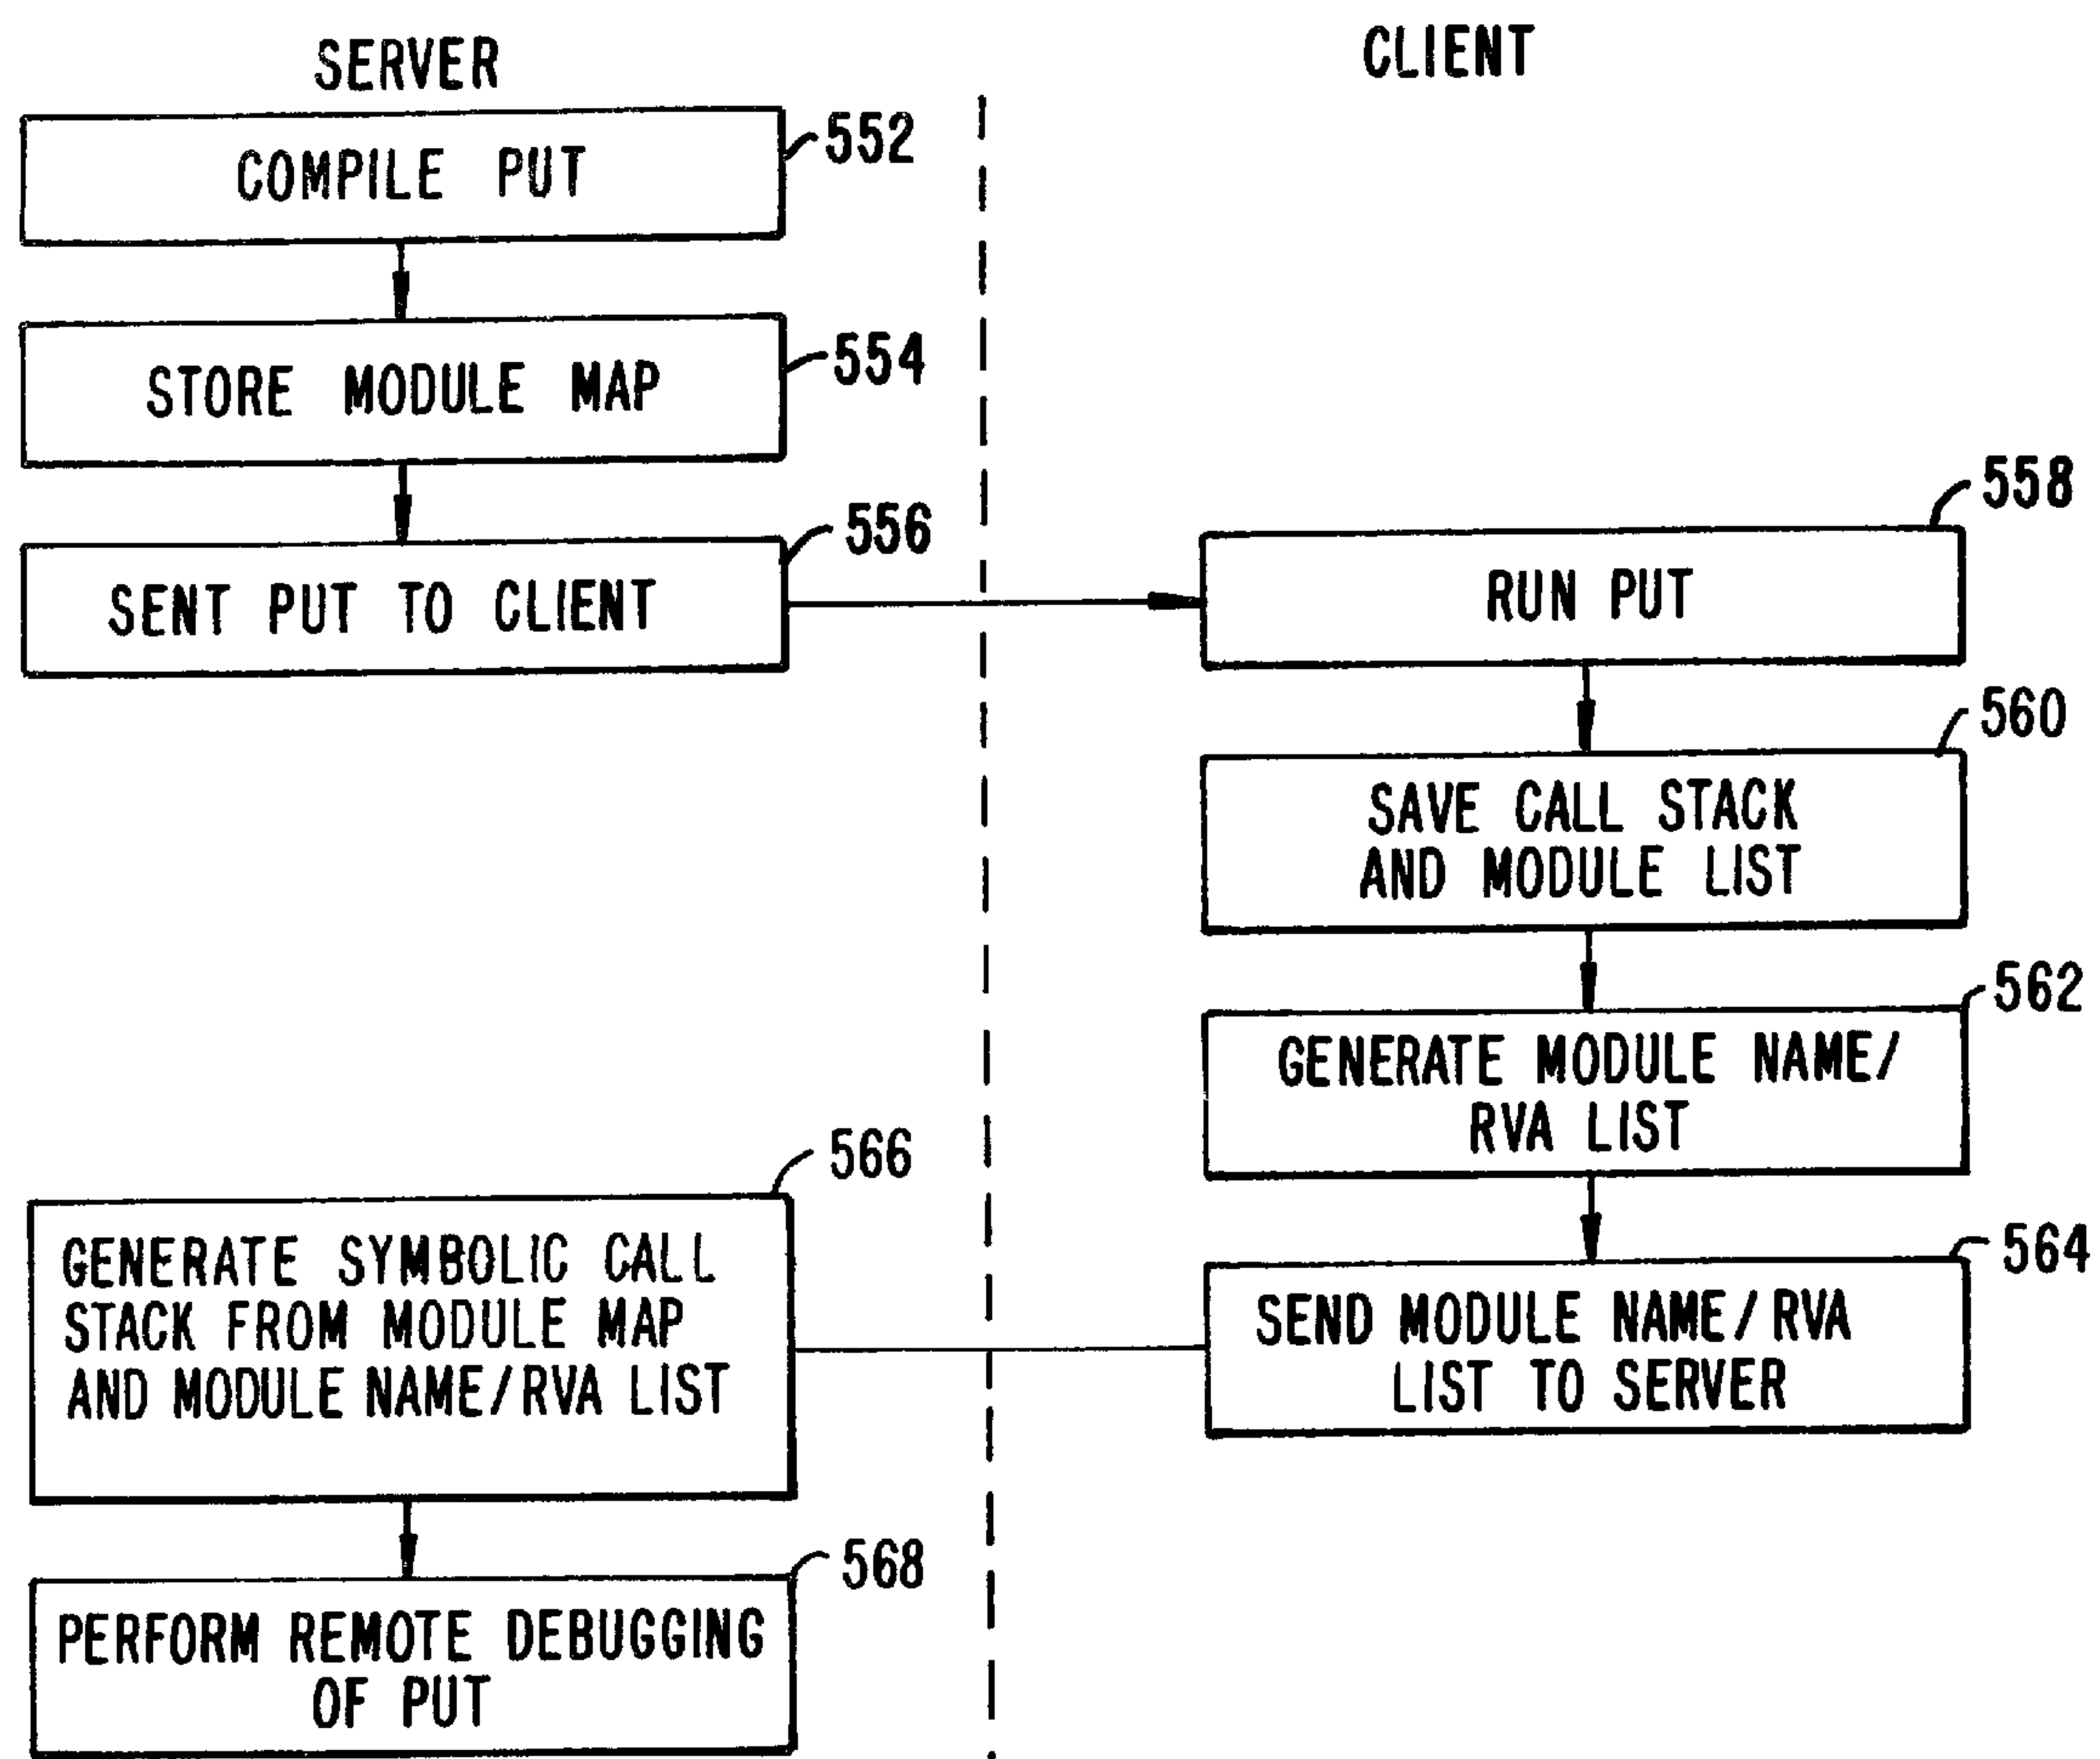 SERVER
CLIENT
COMPILE PUT
552
STORE MODULE MAP
554
SENT PUT TO CLIENT
556
RUN PUT
558
SAVE CALL STACK
AND MODULE LIST
560
GENERATE MODULE NAME/
RVA LIST
562
SEND MODULE NAME/RVA
LIST TO SERVER
564
GENERATE SYMBOLIC CALL
STACK FROM MODULE MAP
AND MODULE NAME/RVA LIST
566
PERFORM REMOTE DEBUGGING
OF PUT
568